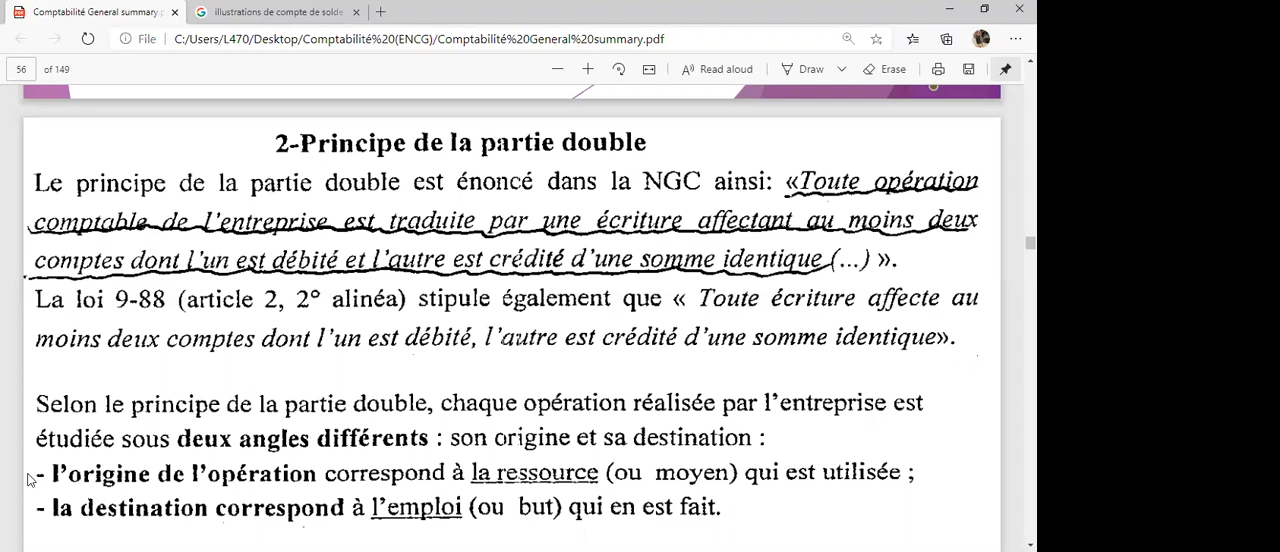 Comptabilité General summary.
illustrations de compte de solde
File C:/Users/L470/Desktop/Comptabilité%20(ENCG)/Comptabilité%20General%20summary.pdf
56 of 149 Read aloud Draw Erase
2-Principe de la partie double
Le principe de la partie double est énoncé dans la NGC ainsi: «Toute opération
comptable de l'entreprise est traduite par une écriture affectant au moins deux
comptes dont l'un est débité et l'autre est crédité d'une somme identique (...) ».
La loi 9-88 (article 2, 2° alinéa) stipule également que « Toute écriture affecte au
moins deux comptes dont l'un est débité, l'autre est crédité d'une somme identique».
Selon le principe de la partie double, chaque opération réalisée par l'entreprise est
étudiée sous deux angles différents : son origine et sa destination :
- l'origine de l'opération correspond à la ressource (ou moyen) qui est utilisée ;
- la destination correspond à l'emploi (ou but) qui en est fait.